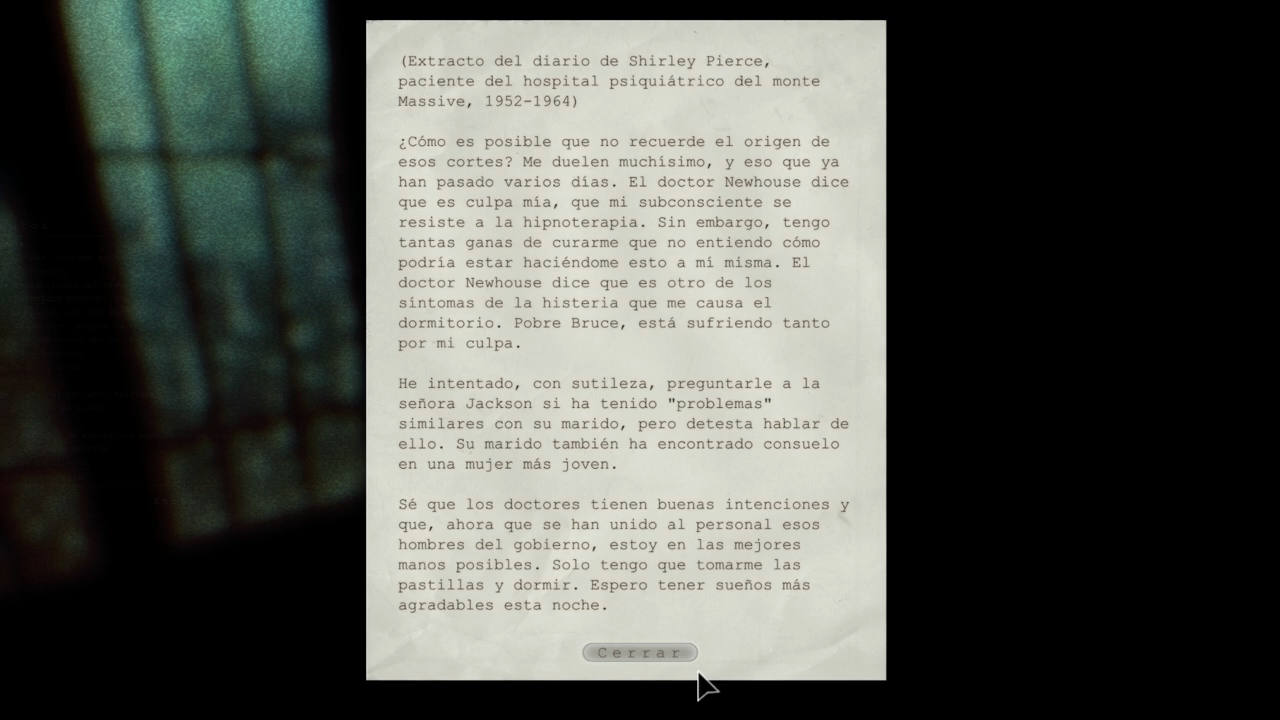 (Extracto del diario de Shirley Pierce,
paciente del hospital psiquiátrico del monte
Massive, 1952-1964)
¿Cómo es posible que no recuerde el origen de
esos cortes? Me duelen muchísimo, y eso que ya
han pasado varios días. El doctor Newhouse dice
que es culpa mía, que mi subconsciente se
resiste a la hipnoterapia. Sin embargo, tengo
tantas ganas de curarme que no entiendo cómo
podría estar haciéndome esto a mí misma. El
doctor Newhouse dice que es otro de los
síntomas de la histeria que me causa el
dormitorio. Pobre Bruce, está sufriendo tanto
por mi culpa.
He intentado, con sutileza, preguntarle a la
señora Jackson si ha tenido "problemas"
similares con su marido, pero detesta hablar de
ello. Su marido también ha encontrado consuelo
en una mujer más joven.
Sé que los doctores tienen buenas intenciones y
que, ahora que se han unido al personal esos
hombres del gobierno, estoy en las mejores
manos posibles. Solo tengo que tomarme las
pastillas y dormir. Espero tener sueños más
agradables esta noche.
Cerrar